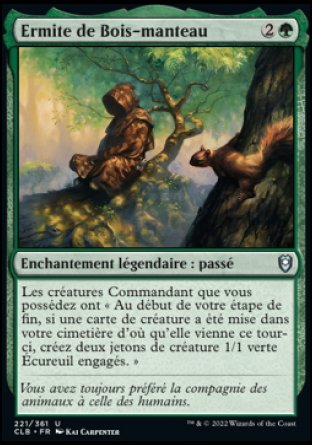 Ermite de Bois-manteau 2
Enchantement légendaire : passé
Les créatures Commandant que vous
possédez ont « Au début de votre étape de
fin, si une carte de créature a été mise dans
votre cimetière d'où qu'elle vienne ce tour-
ci, créez deux jetons de créature 1/1 verte
Écureuil engagés. »
Vous avez toujours préféré la compagnie des
animaux à celle des humains.
221/361 U
CLB • FR Kai Carpenter
™ & © 2022 Wizards of the Coast